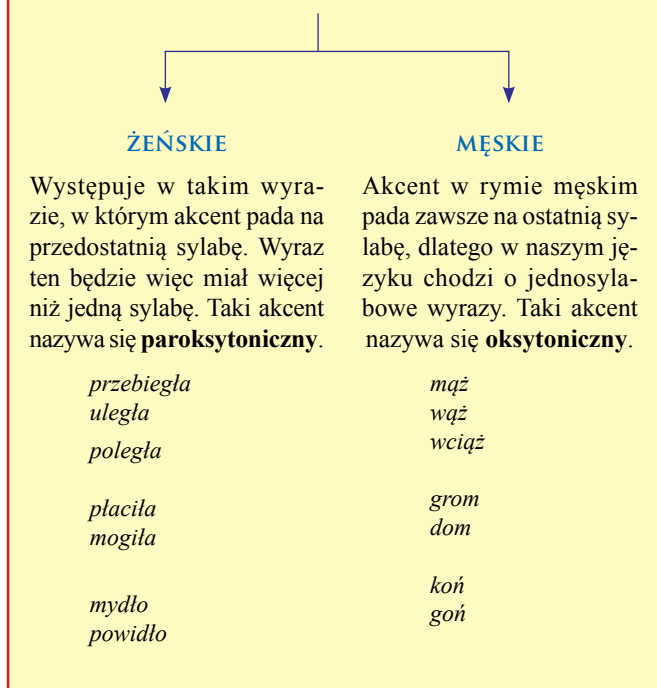 ŻEŃSKIE
Występuje w takim wyra-
zie, w którym akcent pada na
przedostatnią sylabę. Wyraz
ten będzie więc miał więcej
niż jedną sylabę. Taki akcent
nazywa się paroksytoniczny.
przebiegła
uległa
poległa
płaciła
mogiła
mydło
powidło
MĘSKIE
Akcent w rymie męskim
pada zawsze na ostatnią sy-
labę, dlatego w naszym ję-
zyku chodzi o jednosyla-
bowe wyrazy. Taki akcent
nazywa się oksytoniczny.
mąż
wąż
wciąż
grom
dom
koń
goń